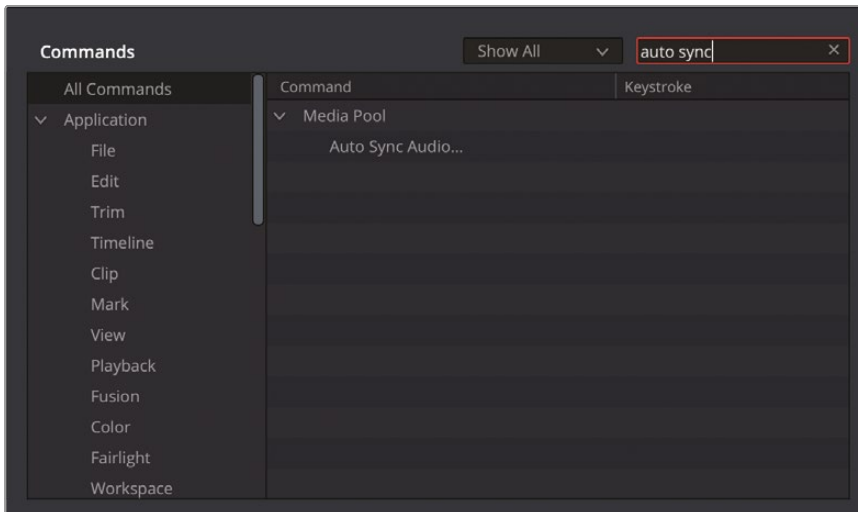 Commands
Show All
auto sync
All Commands
Application
File
Edit
Trim
Timeline
Clip
Mark
View
Playback
Fusion
Color
Fairlight
Workspace
Command
Keystroke
Media Pool
Auto Sync Audio...